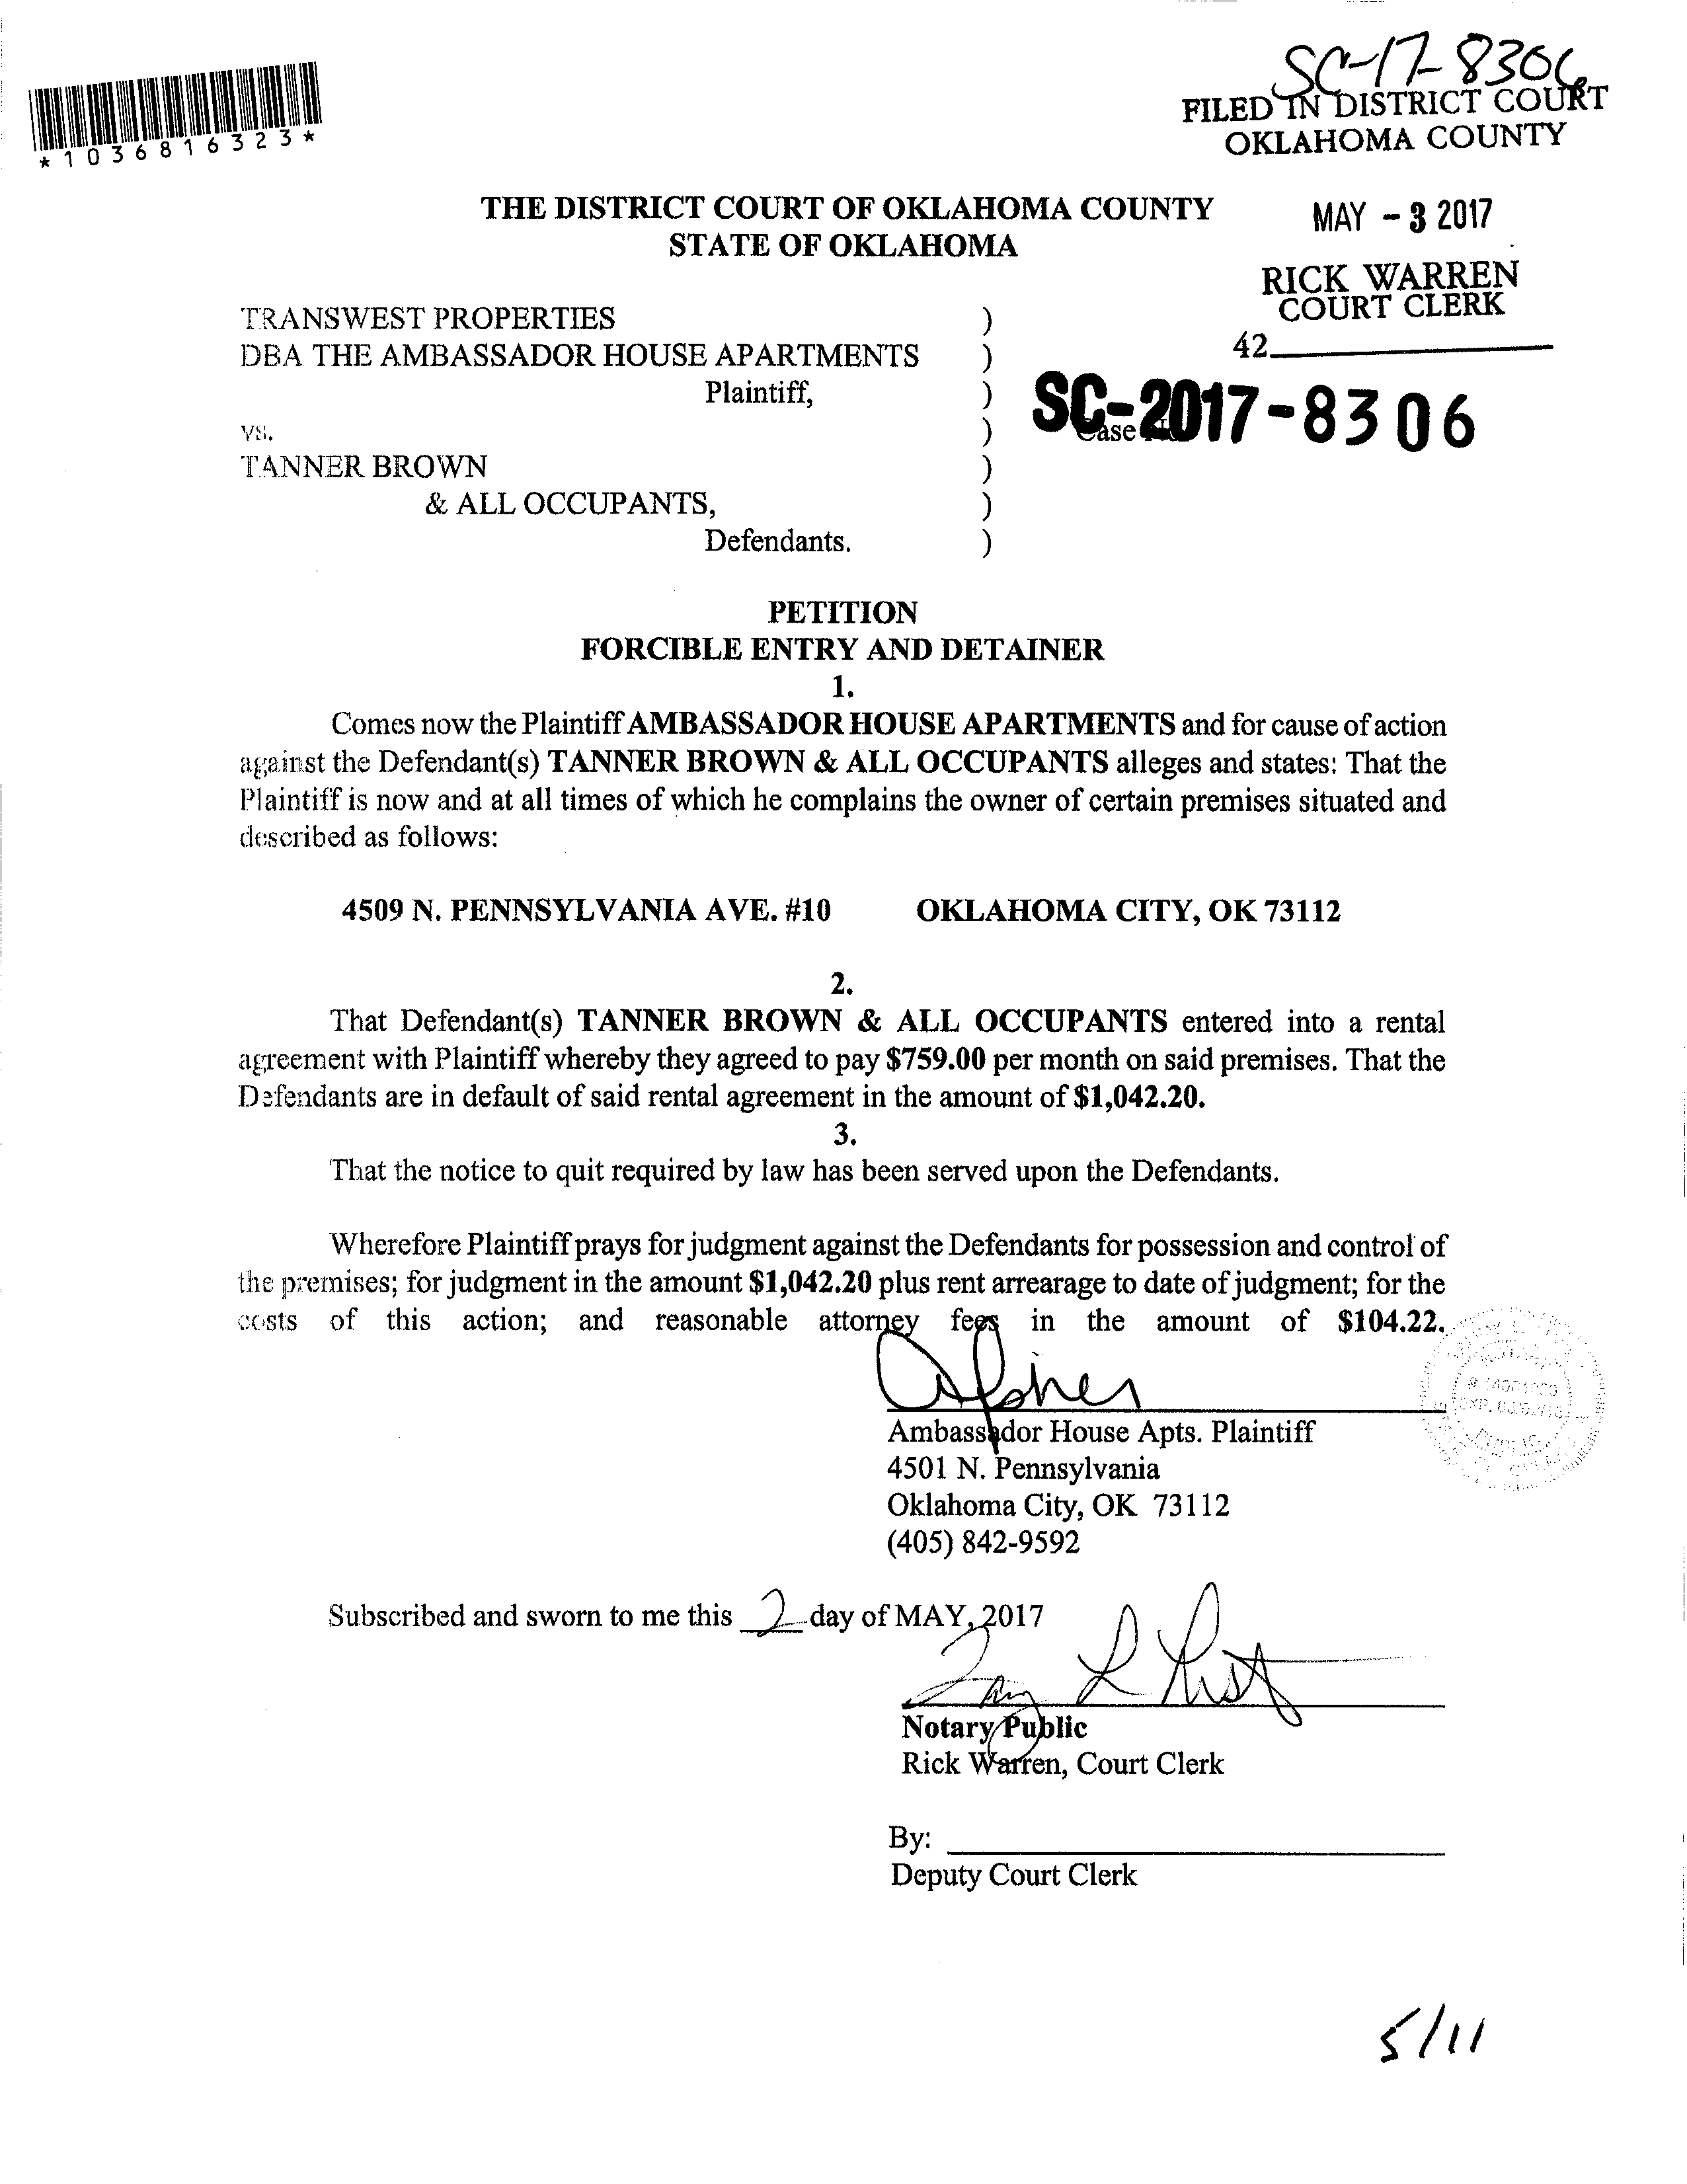 SC-17-8306
FILED IN DISTRICT COURT
OKLAHOMA COUNTY
*1036816323*
THE DISTRICT COURT OF OKLAHOMA COUNTY
STATE OF OKLAHOMA
MAY - 3 2017
RICK WARREN
COURT CLERK
42
TRANSWEST PROPERTIES )
DBA THE AMBASSADOR HOUSE APARTMENTS )
Plaintiff, )
SC-2017-8306
Case
vs. )
TANNER BROWN )
& ALL OCCUPANTS, )
Defendants. )
PETITION
FORCIBLE ENTRY AND DETAINER
1.
Comes now the Plaintiff AMBASSADOR HOUSE APARTMENTS and for cause of action
against the Defendant(s) TANNER BROWN & ALL OCCUPANTS alleges and states: That the
Plaintiff is now and at all times of which he complains the owner of certain premises situated and
described as follows:
4509 N. PENNSYLVANIA AVE. #10 OKLAHOMA CITY, OK 73112
2.
That Defendant(s) TANNER BROWN & ALL OCCUPANTS entered into a rental
agreement with Plaintiff whereby they agreed to pay $759.00 per month on said premises. That the
Defendants are in default of said rental agreement in the amount of $1,042.20.
3.
That the notice to quit required by law has been served upon the Defendants.
Wherefore Plaintiff prays for judgment against the Defendants for possession and control of
the premises; for judgment in the amount $1,042.20 plus rent arrearage to date of judgment; for the
costs of this action; and reasonable attorney fees in the amount of $104.22.
Ambassador House Apts. Plaintiff
4501 N. Pennsylvania
Oklahoma City, OK 73112
(405) 842-9592
Subscribed and sworn to me this 2 day of MAY, 2017
Notary Public
Rick Warren, Court Clerk
By:
Deputy Court Clerk
5/11